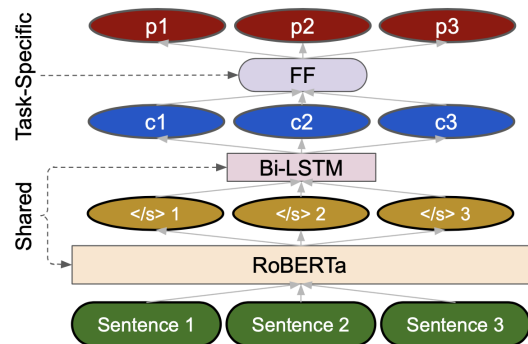 p1 p2 p3
Task-Specific
FF
c1 c2 c3
Bi-LSTM
Shared
</s> 1 </s> 2 </s> 3
RoBERTa
Sentence 1 Sentence 2 Sentence 3